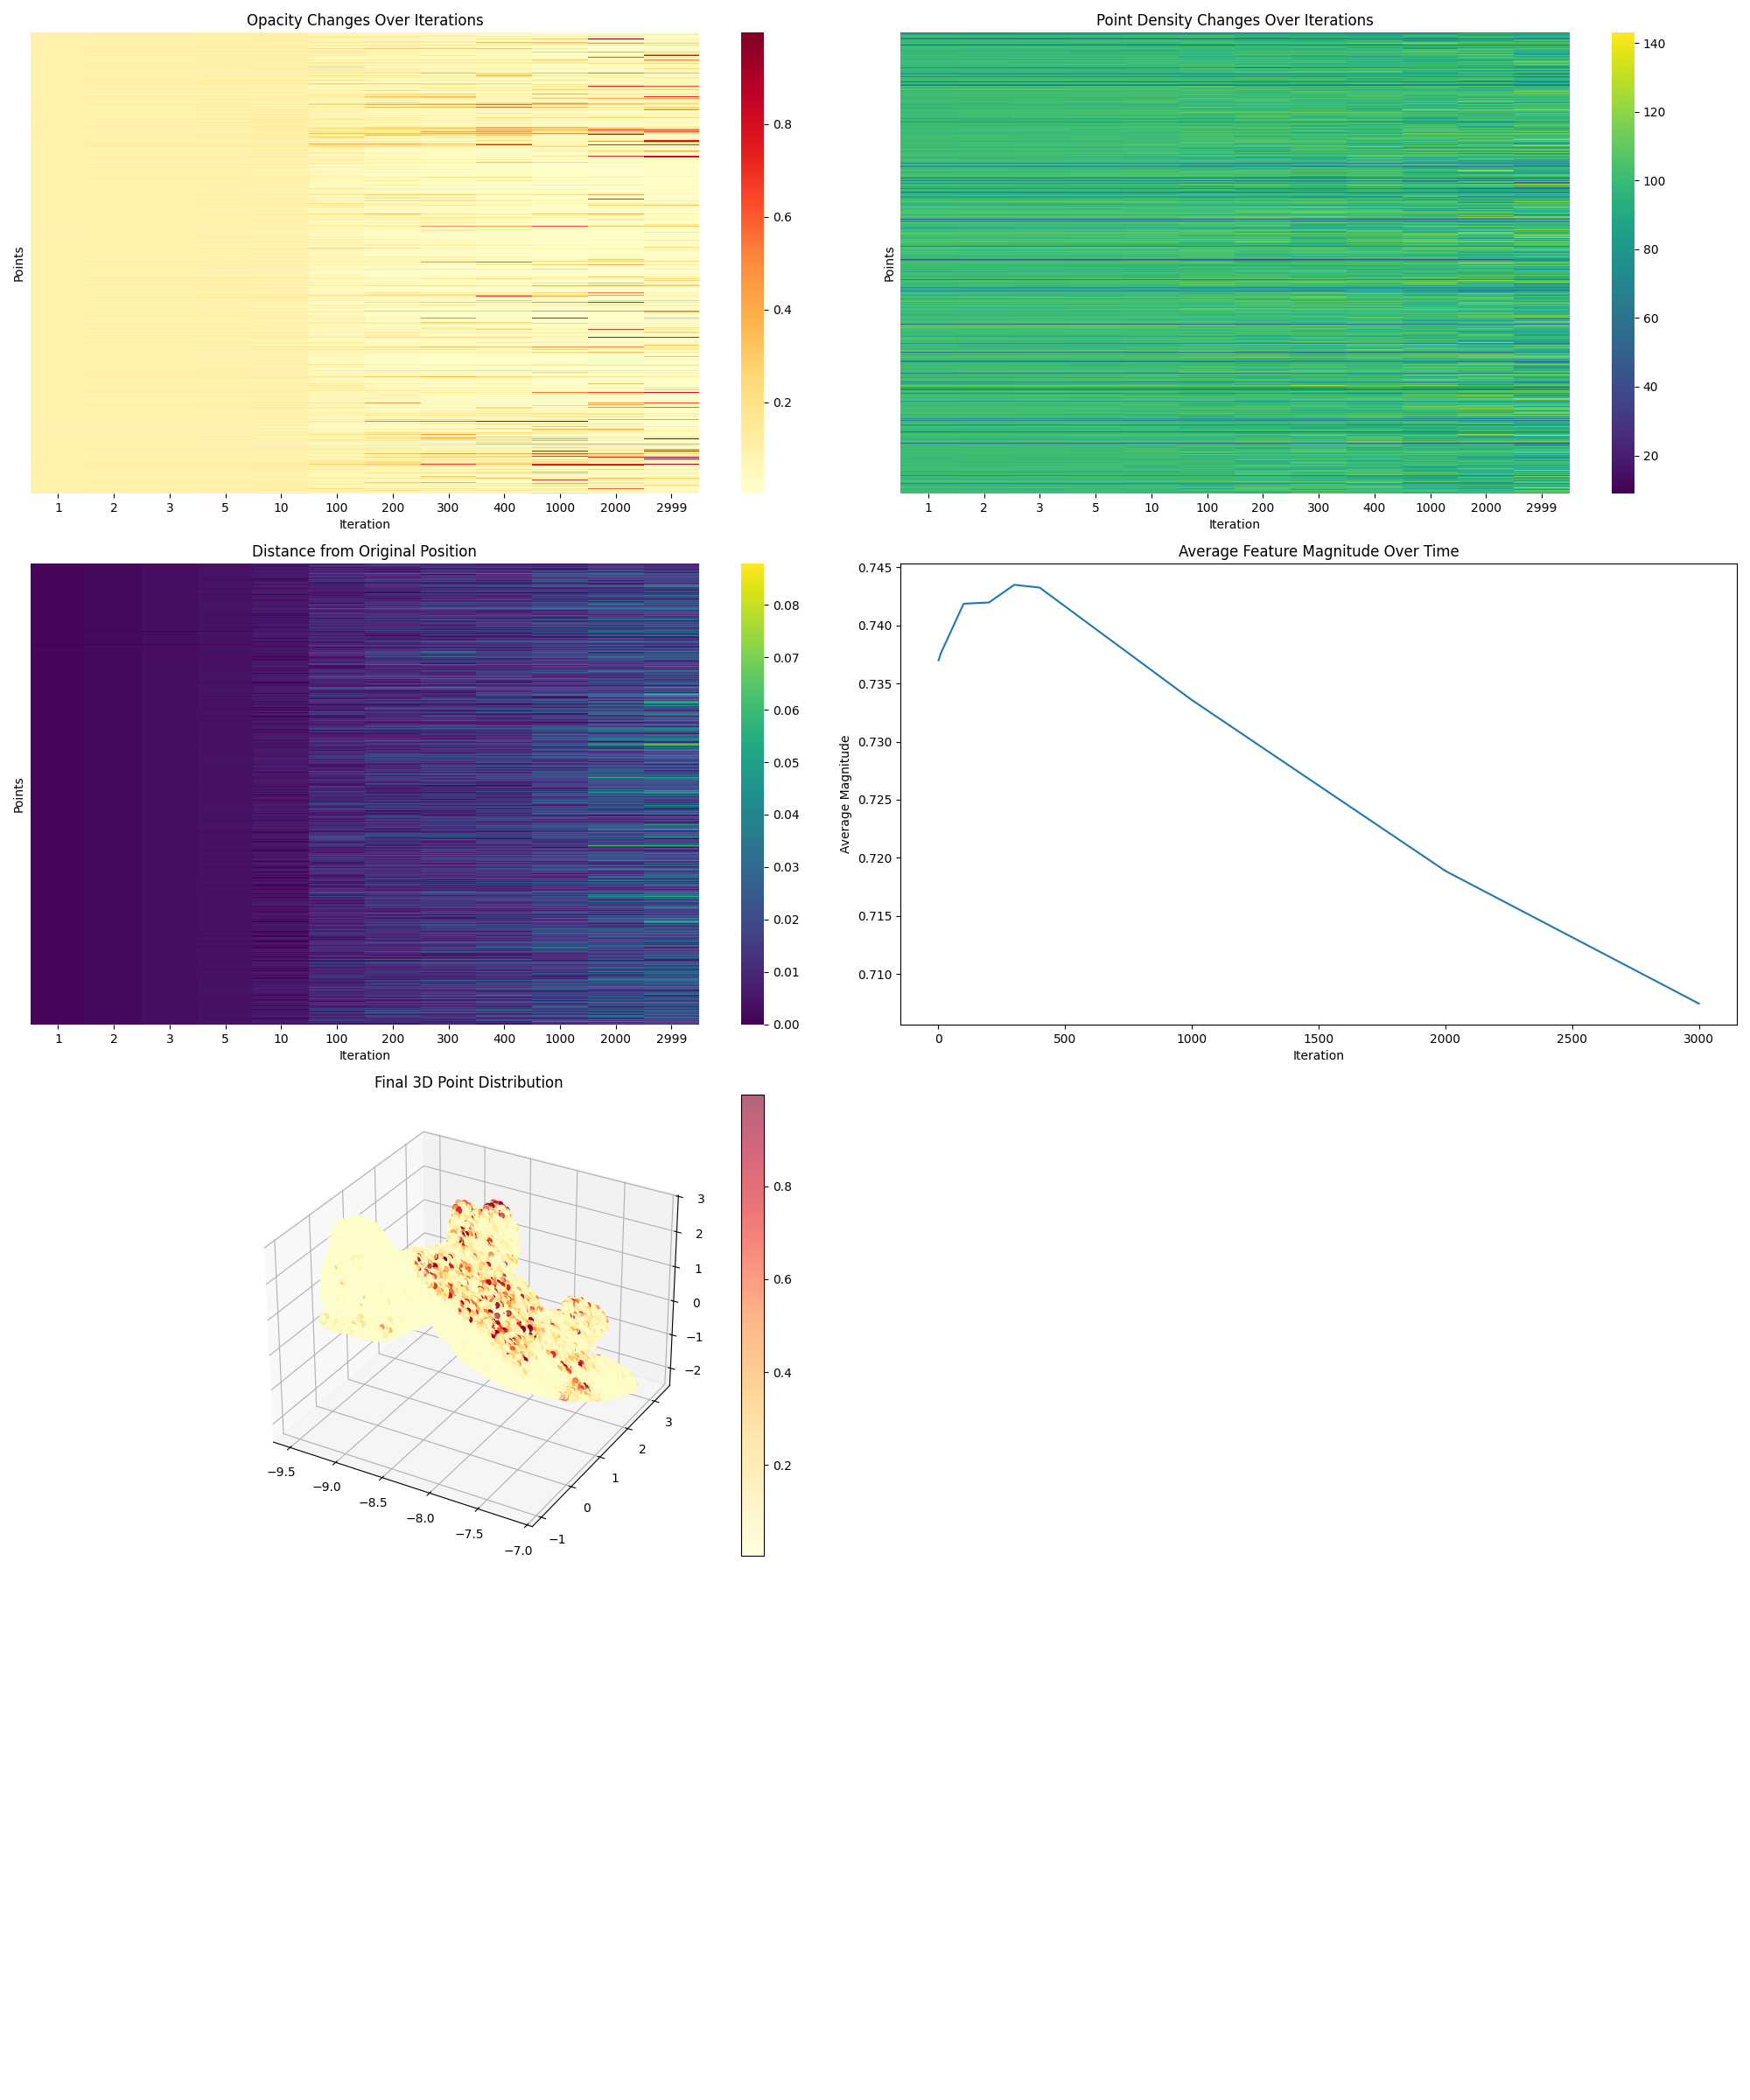 Opacity Changes Over Iterations
Points
0.8
0.6
0.4
0.2
1 2 3 5 10 100 200 300 400 1000 2000 2999
Iteration
Point Density Changes Over Iterations
Points
140
120
100
80
60
40
20
1 2 3 5 10 100 200 300 400 1000 2000 2999
Iteration
Distance from Original Position
Points
0.08
0.07
0.06
0.05
0.04
0.03
0.02
0.01
0.00
1 2 3 5 10 100 200 300 400 1000 2000 2999
Iteration
Average Feature Magnitude Over Time
Average Magnitude
0.745
0.740
0.735
0.730
0.725
0.720
0.715
0.710
0 500 1000 1500 2000 2500 3000
Iteration
Final 3D Point Distribution
3
2
1
0
−1
−2
3
2
1
0
−1
−9.5
−9.0
−8.5
−8.0
−7.5
−7.0
0.8
0.6
0.4
0.2